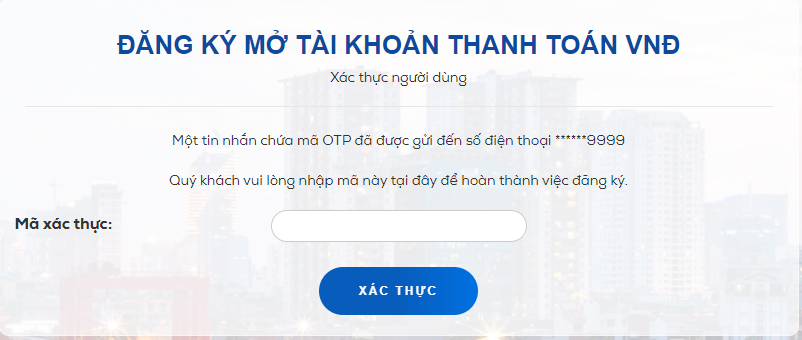 ĐĂNG KÝ MỞ TÀI KHOẢN THANH TOÁN VNĐ
Xác thực người dùng
Một tin nhắn chứa mã OTP đã được gửi đến số điện thoại ******9999
Quý khách vui lòng nhập mã này tại đây để hoàn thành việc đăng ký.
Mã xác thực:
XÁC THỰC